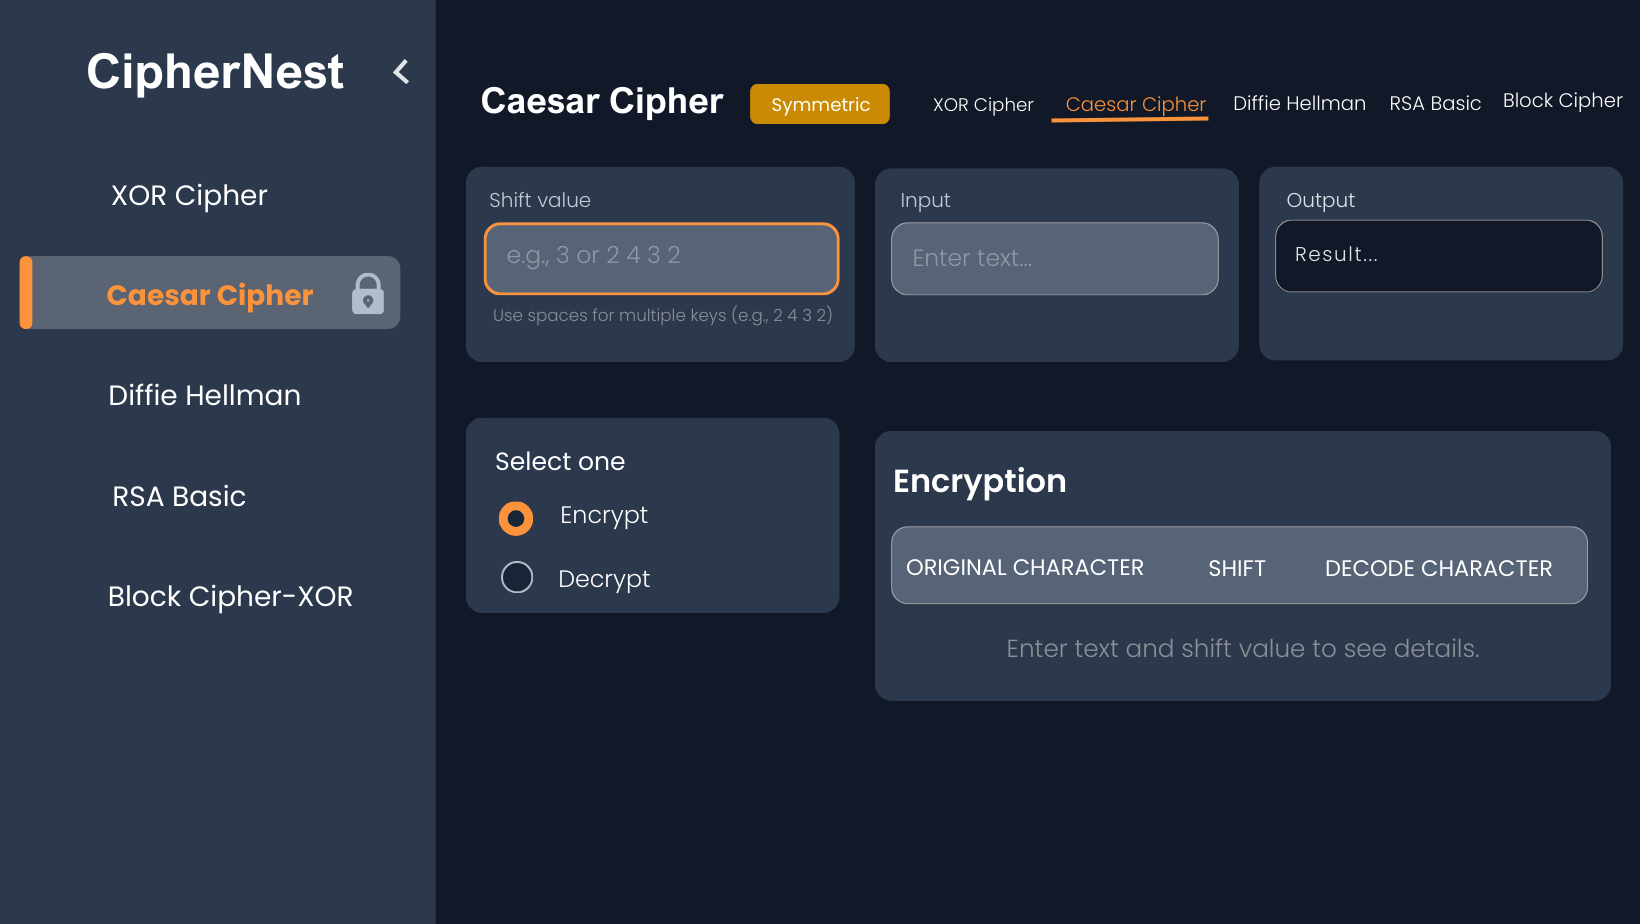 CipherNest
XOR Cipher
Caesar Cipher
Diffie Hellman
RSA Basic
Block Cipher-XOR
Caesar Cipher
Symmetric
XOR Cipher
Caesar Cipher
Diffie Hellman
RSA Basic
Block Cipher
Shift value
e.g., 3 or 2 4 3 2
Use spaces for multiple keys (e.g., 2 4 3 2)
Input
Enter text...
Output
Result...
Select one
Encrypt
Decrypt
Encryption
ORIGINAL CHARACTER
SHIFT
DECODE CHARACTER
Enter text and shift value to see details.